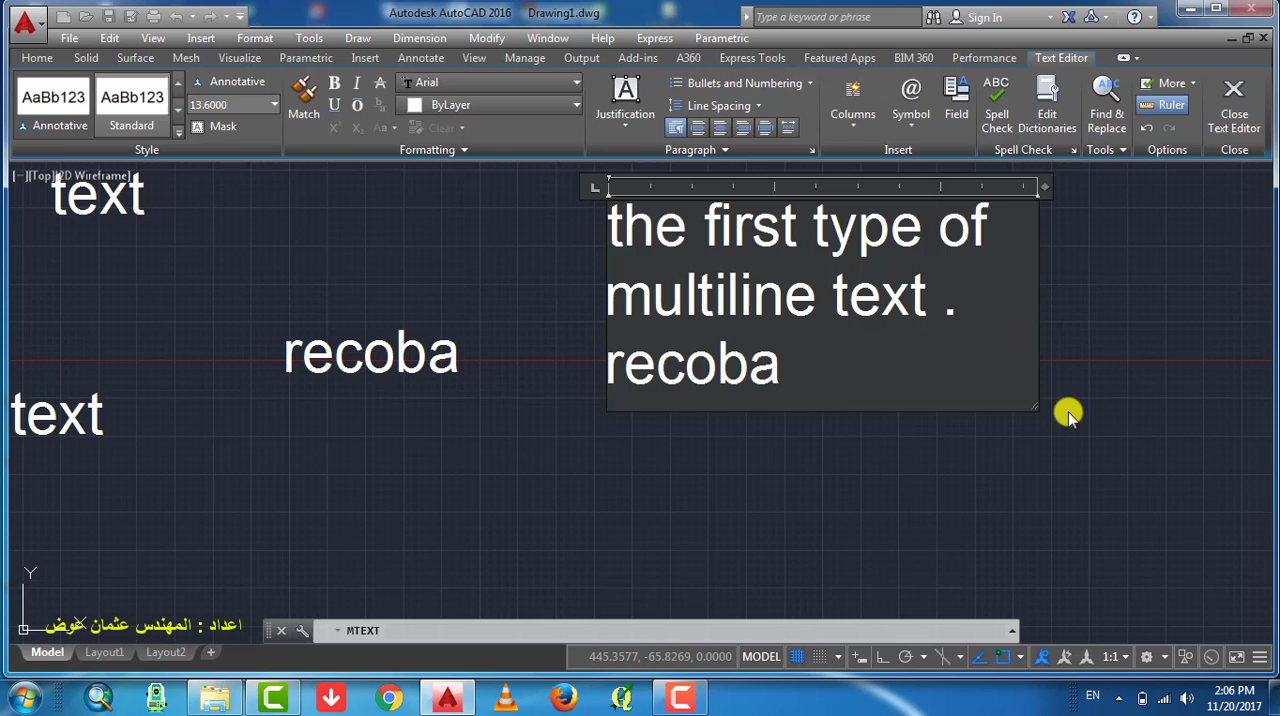 Autodesk AutoCAD 2016 Drawing1.dwg
Type a keyword or phrase
Sign In
File Edit View Insert Format Tools Draw Dimension Modify Window Help Express Parametric
Home Solid Surface Mesh Visualize Parametric Insert Annotate View Manage Output Add-ins A360 Express Tools Featured Apps BIM 360 Performance Text Editor
AaBb123 AaBb123
Annotative Standard
Annotative
13.6000
Mask
Style
Match
B I A
U O
Arial
ByLayer
Aa Clear
Formatting
Justification
Bullets and Numbering
Line Spacing
Paragraph
Columns
Symbol
Field
Insert
Spell Check
Edit Dictionaries
Spell Check
Find & Replace
Tools
More
Ruler
Options
Close Text Editor
Close
[−][Top][2D Wireframe]
text
the first type of
multiline text .
recoba
recoba
text
Y
X
اعداد : المهندس عثمان عوض
MTEXT
Model Layout1 Layout2
445.3577, -65.8269, 0.0000 MODEL
1:1
EN
2:06 PM
11/20/2017